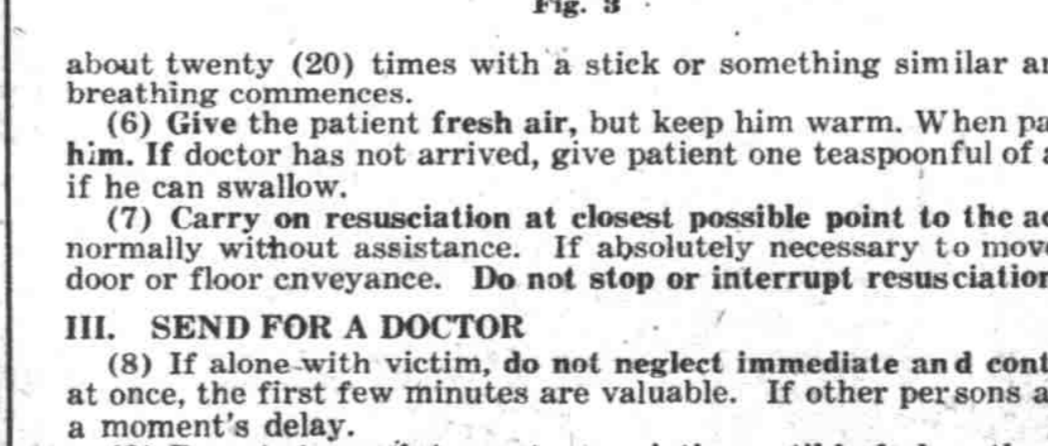 Fig. 3
about twenty (20) times with a stick or something similar
breathing commences.
(6) Give the patient fresh air, but keep him warm. When
him. If doctor has not arrived, give patient one teaspoonful of
if he can swallow.
(7) Carry on resusciation at closest possible point to the
normally without assistance. If absolutely necessary to
door or floor cnveyance. Do not stop or interrupt resusciation
III. SEND FOR A DOCTOR
(8) If alone with victim, do not neglect immediate and
at once, the first few minutes are valuable. If other persons
a moment's delay.